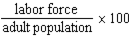 labor force
adult population × 100